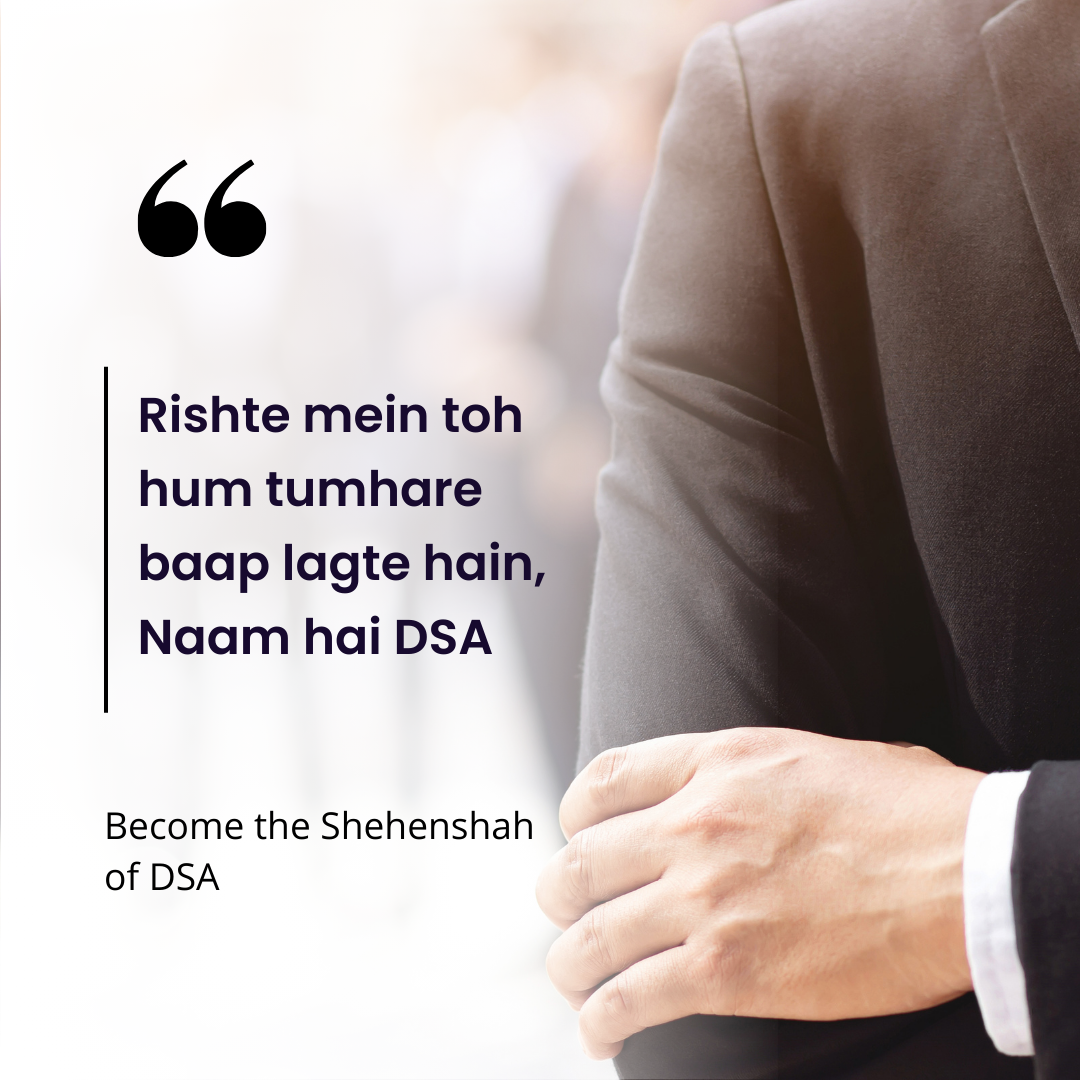 “
Rishte mein toh
hum tumhare
baap lagte hain,
Naam hai DSA
Become the Shehenshah
of DSA